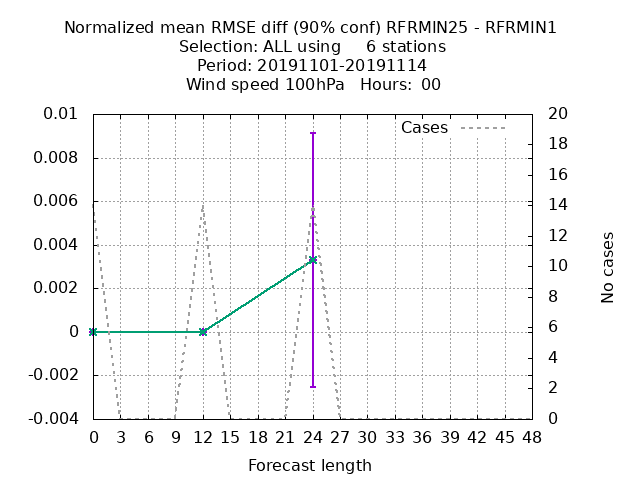 Normalized mean RMSE diff (90% conf) RFRMIN25 - RFRMIN1
Selection: ALL using     6 stations
Period: 20191101-20191114
Wind speed 100hPa   Hours:  00
Cases
0.01
0.008
0.006
0.004
0.002
0
-0.002
-0.004
20
18
16
14
12
10
8
6
4
2
0
No cases
0 3 6 9 12 15 18 21 24 27 30 33 36 39 42 45 48
Forecast length